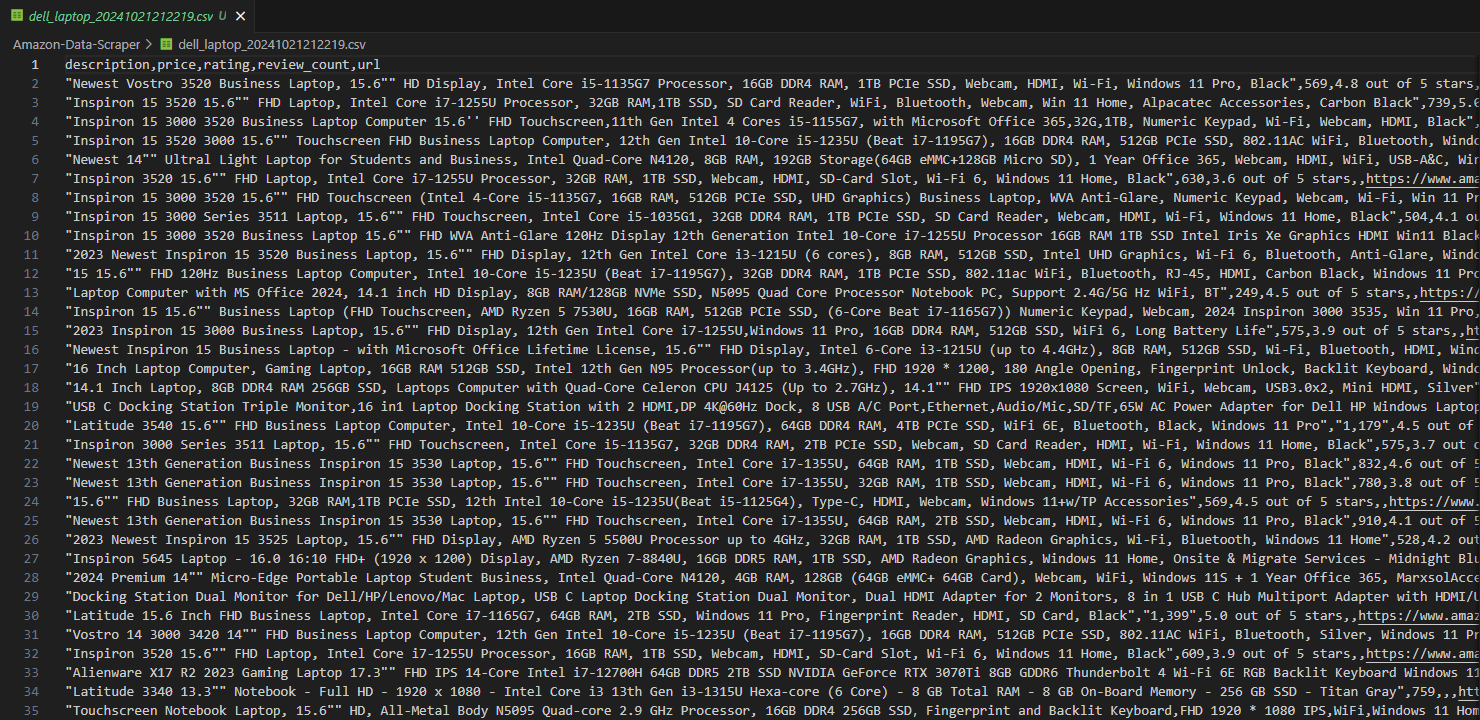 dell_laptop_20241021212219.csv U
Amazon-Data-Scraper > dell_laptop_20241021212219.csv
1 description,price,rating,review_count,url
2 "Newest Vostro 3520 Business Laptop, 15.6"" HD Display, Intel Core i5-1135G7 Processor, 16GB DDR4 RAM, 1TB PCIe SSD, Webcam, HDMI, Wi-Fi, Windows 11 Pro, Black",569,4.8 out of 5 stars,
3 "Inspiron 15 3520 15.6"" FHD Laptop, Intel Core i7-1255U Processor, 32GB RAM,1TB SSD, SD Card Reader, WiFi, Bluetooth, Webcam, Win 11 Home, Alpacatec Accessories, Carbon Black",739,5.0
4 "Inspiron 15 3000 3520 Business Laptop Computer 15.6'' FHD Touchscreen,11th Gen Intel 4 Cores i5-1155G7, with Microsoft Office 365,32G,1TB, Numeric Keypad, Wi-Fi, Webcam, HDMI, Black",
5 "Inspiron 15 3520 3000 15.6"" Touchscreen FHD Business Laptop Computer, 12th Gen Intel 10-Core i5-1235U (Beat i7-1195G7), 16GB DDR4 RAM, 512GB PCIe SSD, 802.11AC WiFi, Bluetooth, Wind
6 "Newest 14"" Ultral Light Laptop for Students and Business, Intel Quad-Core N4120, 8GB RAM, 192GB Storage(64GB eMMC+128GB Micro SD), 1 Year Office 365, Webcam, HDMI, WiFi, USB-A&C, Wi
7 "Inspiron 3520 15.6"" FHD Laptop, Intel Core i7-1255U Processor, 32GB RAM, 1TB SSD, Webcam, HDMI, SD-Card Slot, Wi-Fi 6, Windows 11 Home, Black",630,3.6 out of 5 stars,,https://www.ama
8 "Inspiron 15 3000 3520 15.6"" FHD Touchscreen (Intel 4-Core i5-1135G7, 16GB RAM, 512GB PCIe SSD, UHD Graphics) Business Laptop, WVA Anti-Glare, Numeric Keypad, Webcam, Wi-Fi, Win 11 Pr
9 "Inspiron 15 3000 Series 3511 Laptop, 15.6"" FHD Touchscreen, Intel Core i5-1035G1, 32GB DDR4 RAM, 1TB PCIe SSD, SD Card Reader, Webcam, HDMI, Wi-Fi, Windows 11 Home, Black",504,4.1 ou
10 "Inspiron 15 3000 3520 Business Laptop 15.6"" FHD WVA Anti-Glare 120Hz Display 12th Generation Intel 10-Core i7-1255U Processor 16GB RAM 1TB SSD Intel Iris Xe Graphics HDMI Win11 Black
11 "2023 Newest Inspiron 15 3520 Business Laptop, 15.6"" FHD Display, 12th Gen Intel Core i3-1215U (6 cores), 8GB RAM, 512GB SSD, Intel UHD Graphics, Wi-Fi 6, Bluetooth, Anti-Glare, Wind
12 "15 15.6"" FHD 120Hz Business Laptop Computer, Intel 10-Core i5-1235U (Beat i7-1195G7), 32GB DDR4 RAM, 1TB PCIe SSD, 802.11ac WiFi, Bluetooth, RJ-45, HDMI, Carbon Black, Windows 11 Pro
13 "Laptop Computer with MS Office 2024, 14.1 inch HD Display, 8GB RAM/128GB NVMe SSD, N5095 Quad Core Processor Notebook PC, Support 2.4G/5G Hz WiFi, BT",249,4.5 out of 5 stars,,https:/
14 "Inspiron 15 15.6"" Business Laptop (FHD Touchscreen, AMD Ryzen 5 7530U, 16GB RAM, 512GB PCIe SSD, (6-Core Beat i7-1165G7)) Numeric Keypad, Webcam, 2024 Inspiron 3000 3535, Win 11 Pro,
15 "2023 Inspiron 15 3000 Business Laptop, 15.6"" FHD Display, 12th Gen Intel Core i7-1255U,Windows 11 Pro, 16GB DDR4 RAM, 512GB SSD, WiFi 6, Long Battery Life",575,3.9 out of 5 stars,,ht
16 "Newest Inspiron 15 Business Laptop - with Microsoft Office Lifetime License, 15.6"" FHD Display, Intel 6-Core i3-1215U (up to 4.4GHz), 8GB RAM, 512GB SSD, Wi-Fi, Bluetooth, HDMI, Wind
17 "16 Inch Laptop Computer, Gaming Laptop, 16GB RAM 512GB SSD, Intel 12th Gen N95 Processor(up to 3.4GHz), FHD 1920 * 1200, 180 Angle Opening, Fingerprint Unlock, Backlit Keyboard, Wind
18 "14.1 Inch Laptop, 8GB DDR4 RAM 256GB SSD, Laptops Computer with Quad-Core Celeron CPU J4125 (Up to 2.7GHz), 14.1"" FHD IPS 1920x1080 Screen, WiFi, Webcam, USB3.0x2, Mini HDMI, Silver"
19 "USB C Docking Station Triple Monitor,16 in1 Laptop Docking Station with 2 HDMI,DP 4K@60Hz Dock, 8 USB A/C Port,Ethernet,Audio/Mic,SD/TF,65W AC Power Adapter for Dell HP Windows Laptop
20 "Latitude 3540 15.6"" FHD Business Laptop Computer, Intel 10-Core i5-1235U (Beat i7-1195G7), 64GB DDR4 RAM, 4TB PCIe SSD, WiFi 6E, Bluetooth, Black, Windows 11 Pro","1,179",4.5 out of
21 "Inspiron 3000 Series 3511 Laptop, 15.6"" FHD Touchscreen, Intel Core i5-1135G7, 32GB DDR4 RAM, 2TB PCIe SSD, Webcam, SD Card Reader, HDMI, Wi-Fi, Windows 11 Home, Black",575,3.7 out o
22 "Newest 13th Generation Business Inspiron 15 3530 Laptop, 15.6"" FHD Touchscreen, Intel Core i7-1355U, 64GB RAM, 1TB SSD, Webcam, HDMI, Wi-Fi 6, Windows 11 Pro, Black",832,4.6 out of 5
23 "Newest 13th Generation Business Inspiron 15 3530 Laptop, 15.6"" FHD Touchscreen, Intel Core i7-1355U, 32GB RAM, 1TB SSD, Webcam, HDMI, Wi-Fi 6, Windows 11 Pro, Black",780,3.8 out of 5
24 "15.6"" FHD Business Laptop, 32GB RAM,1TB PCIe SSD, 12th Intel 10-Core i5-1235U(Beat i5-1125G4), Type-C, HDMI, Webcam, Windows 11+w/TP Accessories",569,4.5 out of 5 stars,,https://www.
25 "Newest 13th Generation Business Inspiron 15 3530 Laptop, 15.6"" FHD Touchscreen, Intel Core i7-1355U, 64GB RAM, 2TB SSD, Webcam, HDMI, Wi-Fi 6, Windows 11 Pro, Black",910,4.1 out of 5
26 "2023 Newest Inspiron 15 3525 Laptop, 15.6"" FHD Display, AMD Ryzen 5 5500U Processor up to 4GHz, 32GB RAM, 1TB SSD, AMD Radeon Graphics, Wi-Fi, Bluetooth, Windows 11 Home",528,4.2 out
27 "Inspiron 5645 Laptop - 16.0 16:10 FHD+ (1920 x 1200) Display, AMD Ryzen 7-8840U, 16GB DDR5 RAM, 1TB SSD, AMD Radeon Graphics, Windows 11 Home, Onsite & Migrate Services - Midnight Blu
28 "2024 Premium 14"" Micro-Edge Portable Laptop Student Business, Intel Quad-Core N4120, 4GB RAM, 128GB (64GB eMMC+ 64GB Card), Webcam, WiFi, Windows 11S + 1 Year Office 365, MarxsolAcce
29 "Docking Station Dual Monitor for Dell/HP/Lenovo/Mac Laptop, USB C Laptop Docking Station Dual Monitor, Dual HDMI Adapter for 2 Monitors, 8 in 1 USB C Hub Multiport Adapter with HDMI/U
30 "Latitude 15.6 Inch FHD Business Laptop, Intel Core i7-1165G7, 64GB RAM, 2TB SSD, Windows 11 Pro, Fingerprint Reader, HDMI, SD Card, Black","1,399",5.0 out of 5 stars,,https://www.amaz
31 "Vostro 14 3000 3420 14"" FHD Business Laptop Computer, 12th Gen Intel 10-Core i5-1235U (Beat i7-1195G7), 16GB DDR4 RAM, 512GB PCIe SSD, 802.11AC WiFi, Bluetooth, Silver, Windows 11 Pr
32 "Inspiron 3520 15.6"" FHD Laptop, Intel Core i7-1255U Processor, 16GB RAM, 1TB SSD, Webcam, HDMI, SD-Card Slot, Wi-Fi 6, Windows 11 Home, Black",609,3.9 out of 5 stars,,https://www.ama
33 "Alienware X17 R2 2023 Gaming Laptop 17.3"" FHD IPS 14-Core Intel i7-12700H 64GB DDR5 2TB SSD NVIDIA GeForce RTX 3070Ti 8GB GDDR6 Thunderbolt 4 Wi-Fi 6E RGB Backlit Keyboard Windows 11
34 "Latitude 3340 13.3"" Notebook - Full HD - 1920 x 1080 - Intel Core i3 13th Gen i3-1315U Hexa-core (6 Core) - 8 GB Total RAM - 8 GB On-Board Memory - 256 GB SSD - Titan Gray",759,,,htt
35 "Touchscreen Notebook Laptop, 15.6"" HD, All-Metal Body N5095 Quad-core 2.9 GHz Processor, 16GB DDR4 256GB SSD, Fingerprint and Backlit Keyboard,FHD 1920 * 1080 IPS,WiFi,Windows 11 Hom